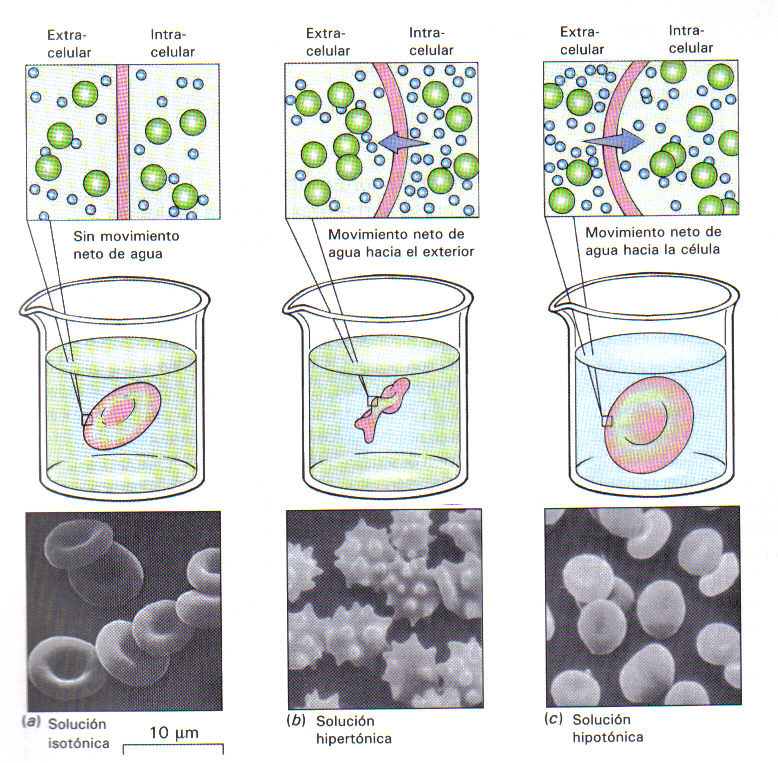 Extra-
celular
Intra-
celular
Extra-
celular
Intra-
celular
Extra-
celular
Intra-
celular
Sin movimiento
neto de agua
Movimiento neto de
agua hacia el exterior
Movimiento neto de
agua hacia la célula
(a) Solución
isotónica
10 μm
(b) Solución
hipertónica
(c) Solución
hipotónica